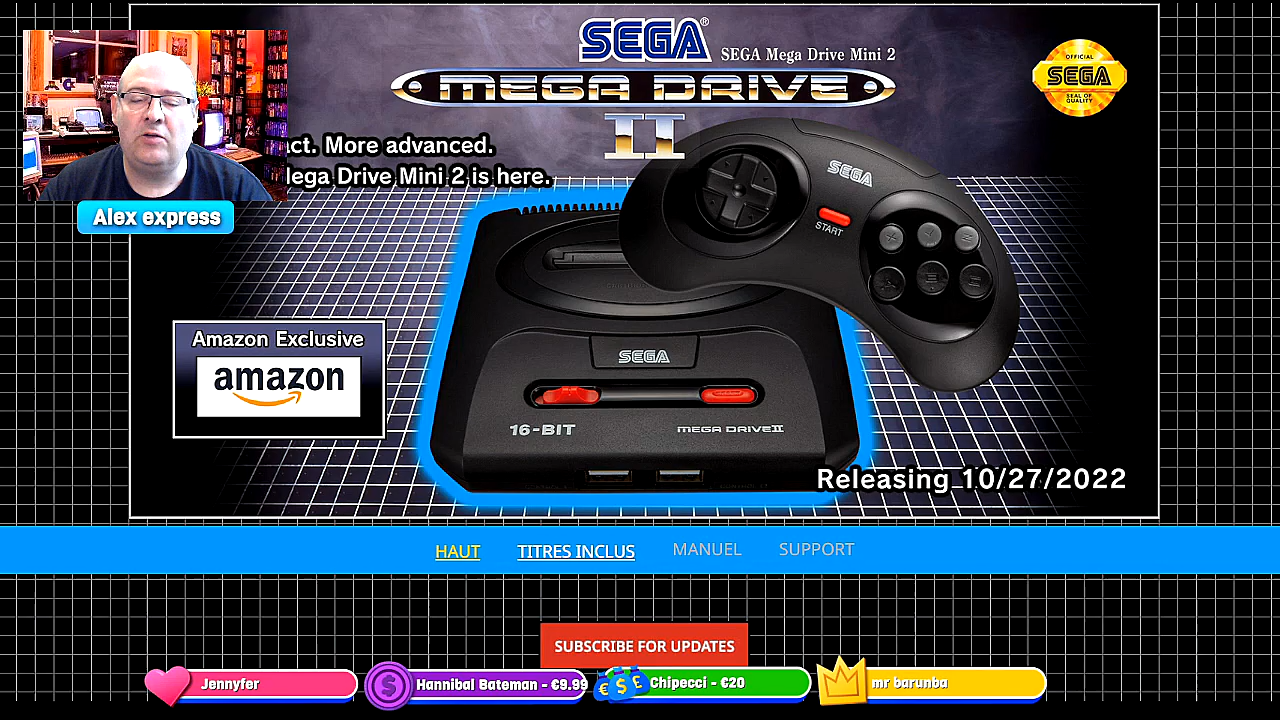 SEGA®
SEGA Mega Drive Mini 2
MEGA DRIVE
II
OFFICIAL
SEGA
SEAL OF
QUALITY
More advanced.
Drive Mini 2 is here.
Alex express
SEGA
START
Amazon Exclusive
amazon
SEGA
16-BIT
MEGA DRIVE II
Releasing 10/27/2022
HAUT
TITRES INCLUS
MANUEL
SUPPORT
SUBSCRIBE FOR UPDATES
Jennyfer
Hannibal Bateman - €9.99
Chipecci - €20
mr barunba